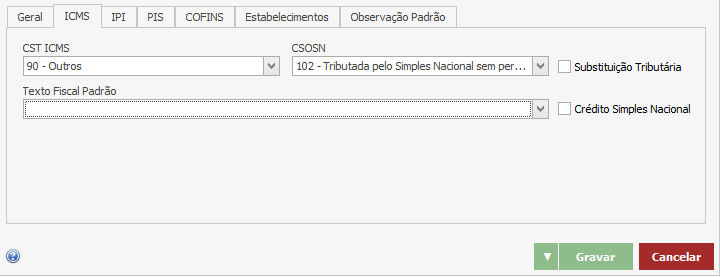 Geral ICMS IPI PIS COFINS Estabelecimentos Observação Padrão
CST ICMS CSOSN
90 - Outros 102 - Tributada pelo Simples Nacional sem per... Substituição Tributária
Texto Fiscal Padrão
Crédito Simples Nacional
? Gravar Cancelar